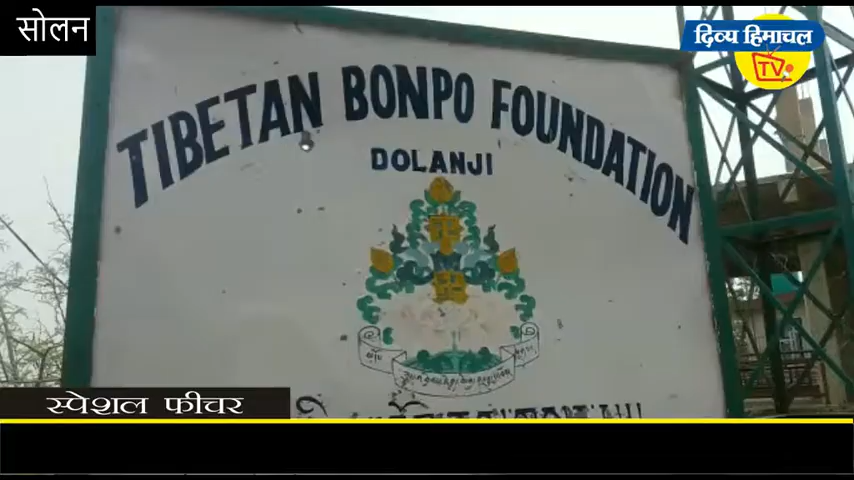 सोलन
दिव्य हिमाचल
TV
TIBETAN BONPO FOUNDATION
DOLANJI
स्पेशल फीचर